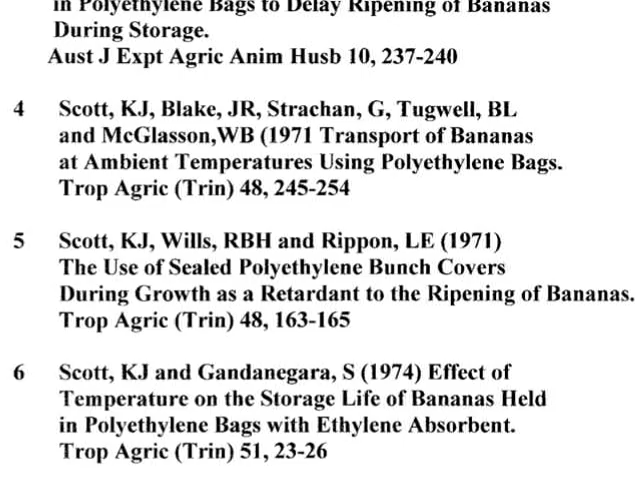 in Polyethylene Bags to Delay Ripening of Bananas
During Storage.
Aust J Expt Agric Anim Husb 10, 237-240
4 Scott, KJ, Blake, JR, Strachan, G, Tugwell, BL
and McGlasson,WB (1971 Transport of Bananas
at Ambient Temperatures Using Polyethylene Bags.
Trop Agric (Trin) 48, 245-254
5 Scott, KJ, Wills, RBH and Rippon, LE (1971)
The Use of Sealed Polyethylene Bunch Covers
During Growth as a Retardant to the Ripening of Bananas.
Trop Agric (Trin) 48, 163-165
6 Scott, KJ and Gandanegara, S (1974) Effect of
Temperature on the Storage Life of Bananas Held
in Polyethylene Bags with Ethylene Absorbent.
Trop Agric (Trin) 51, 23-26